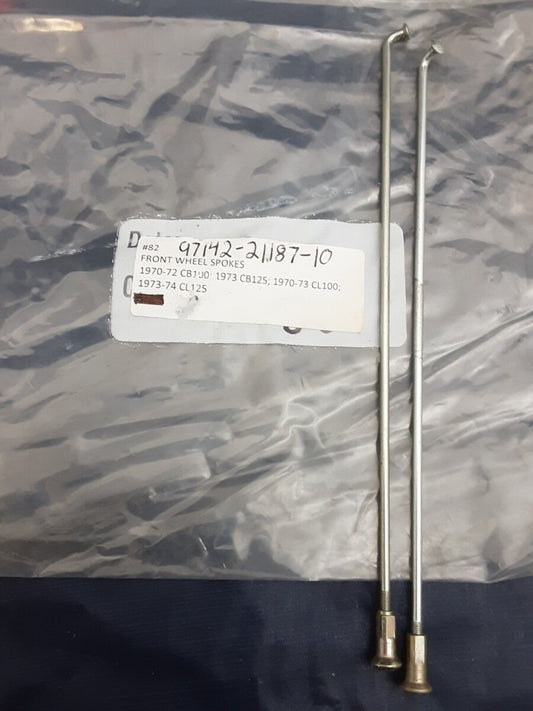 #82 97142-21187-10
FRONT WHEEL SPOKES
1970-72 CB100; 1973 CB125; 1970-73 CL100;
1973-74 CL125